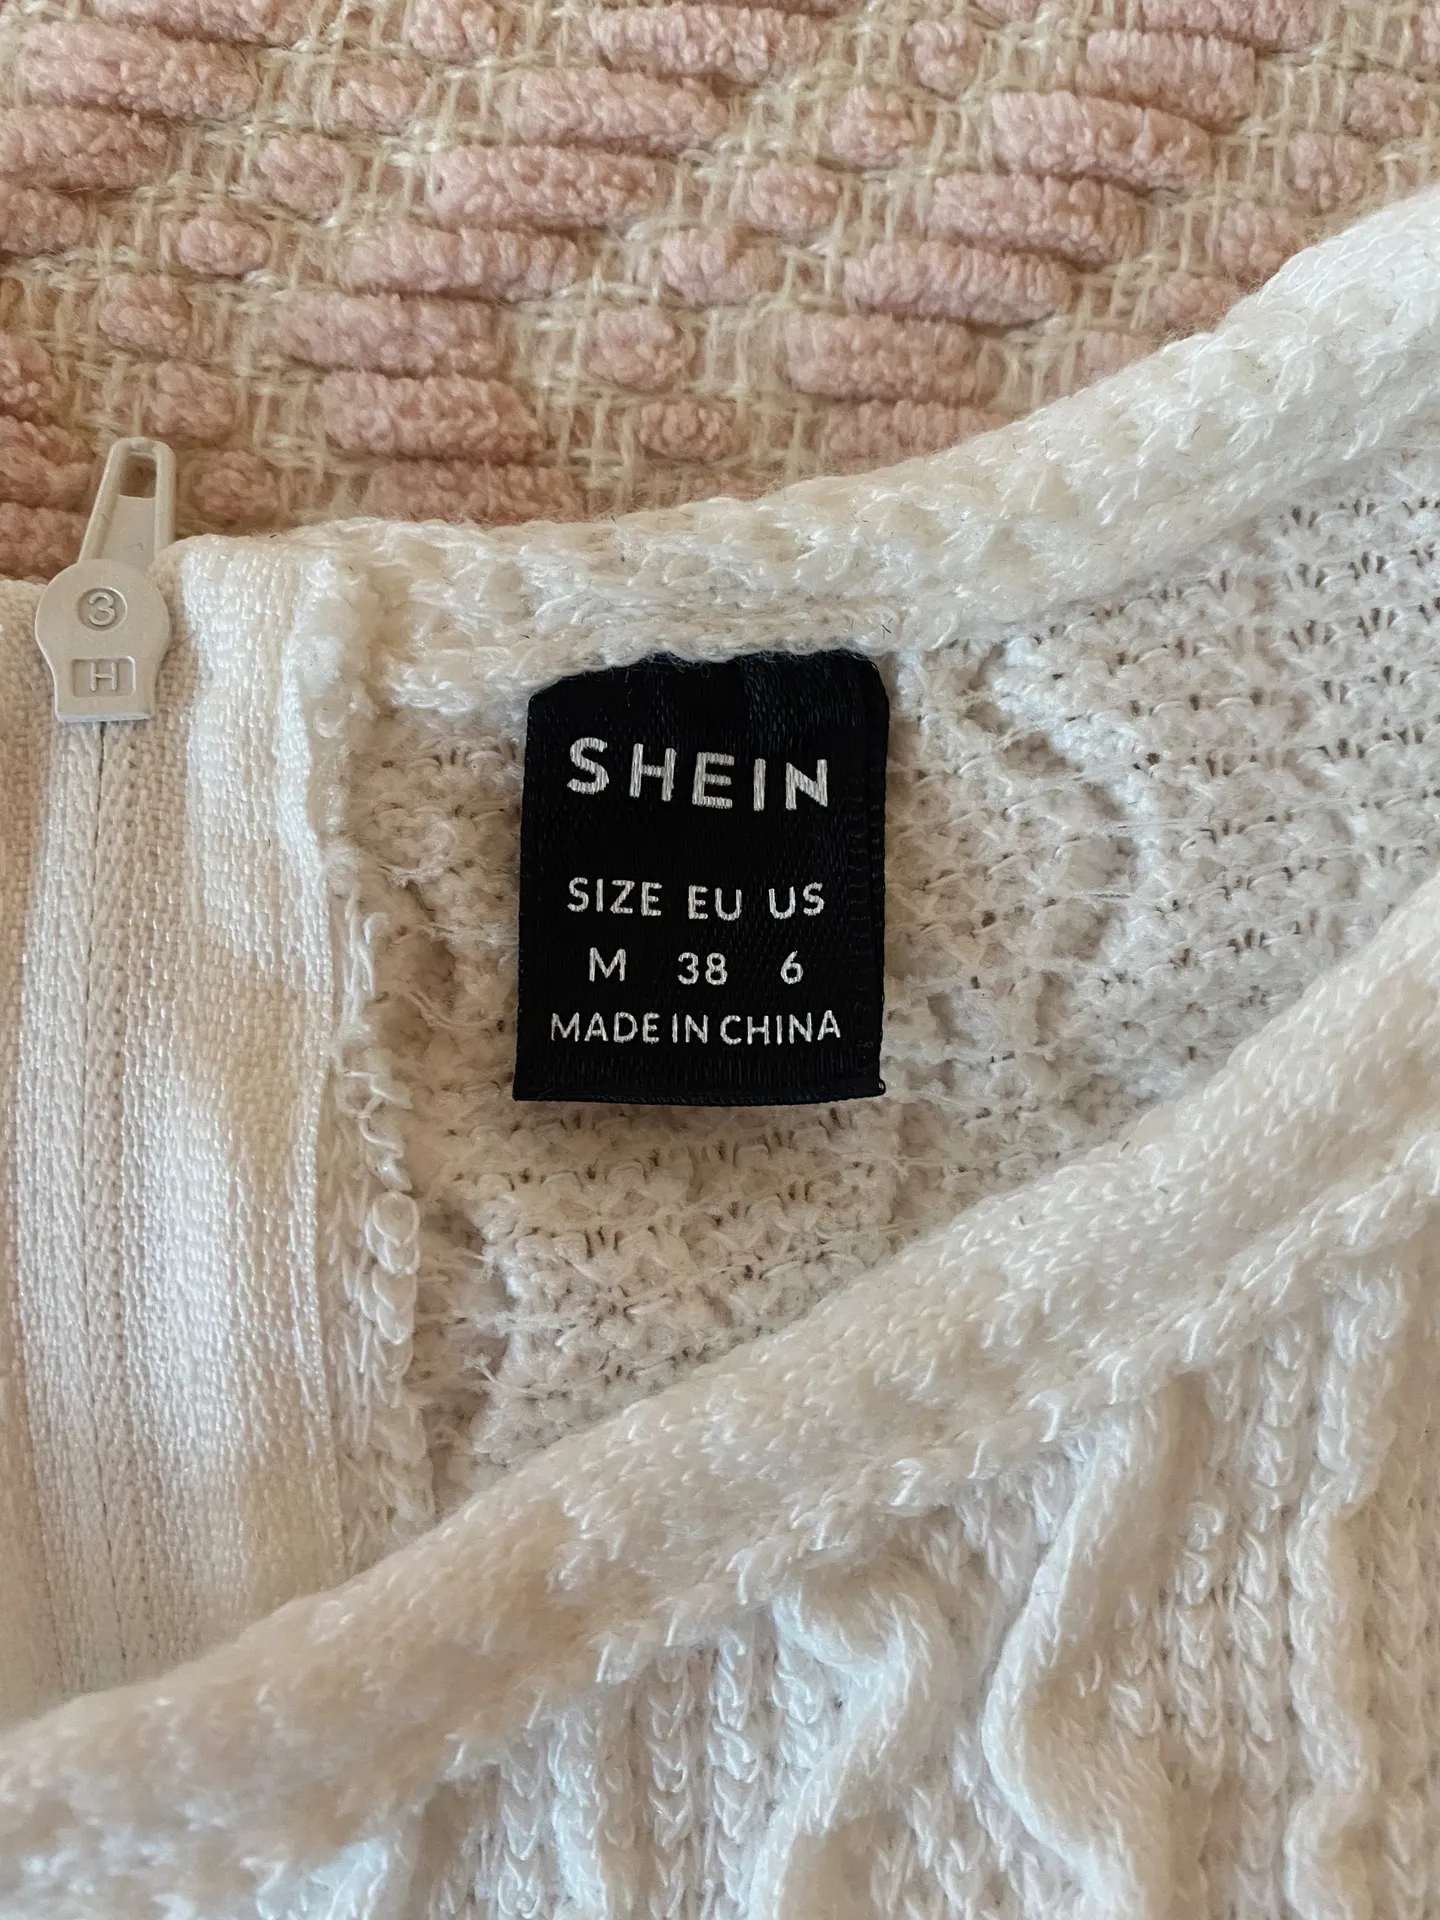 3
H
SHEIN
SIZE EU US
M 38 6
MADE IN CHINA